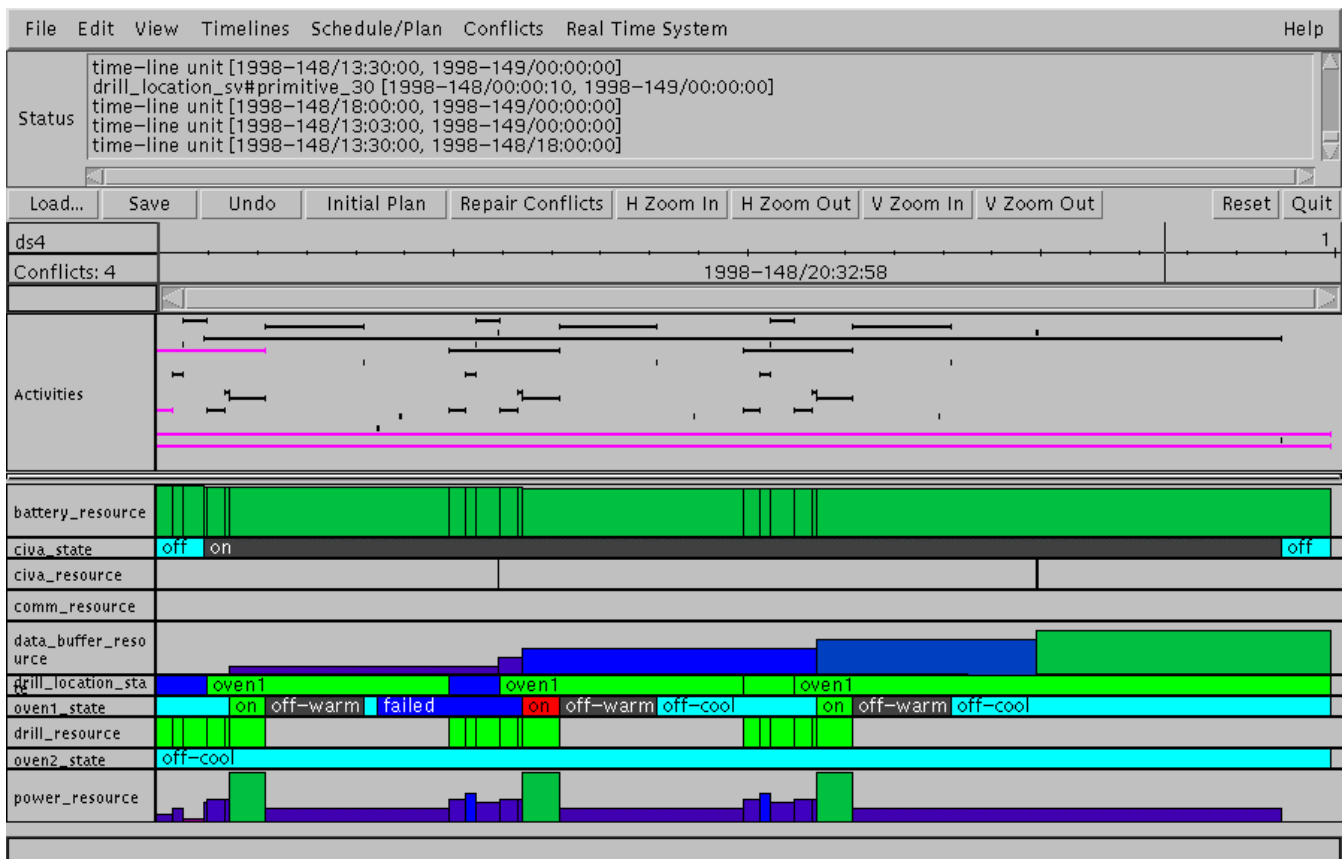 File Edit View Timelines Schedule/Plan Conflicts Real Time System Help
Status
time-line unit [1998-148/13:30:00, 1998-149/00:00:00]
drill_location_sv#primitive_30 [1998-148/00:00:10, 1998-149/00:00:00]
time-line unit [1998-148/18:00:00, 1998-149/00:00:00]
time-line unit [1998-148/13:03:00, 1998-149/00:00:00]
time-line unit [1998-148/13:30:00, 1998-148/18:00:00]
Load... Save Undo Initial Plan Repair Conflicts H Zoom In H Zoom Out V Zoom In V Zoom Out Reset Quit
ds4 1
Conflicts: 4 1998-148/20:32:58
Activities
battery_resource
civa_state off on off
civa_resource
comm_resource
data_buffer_reso
urce
drill_location_sta oven1 oven1 oven1
oven1_state on off-warm failed on off-warm off-cool on off-warm off-cool
drill_resource
oven2_state off-cool
power_resource